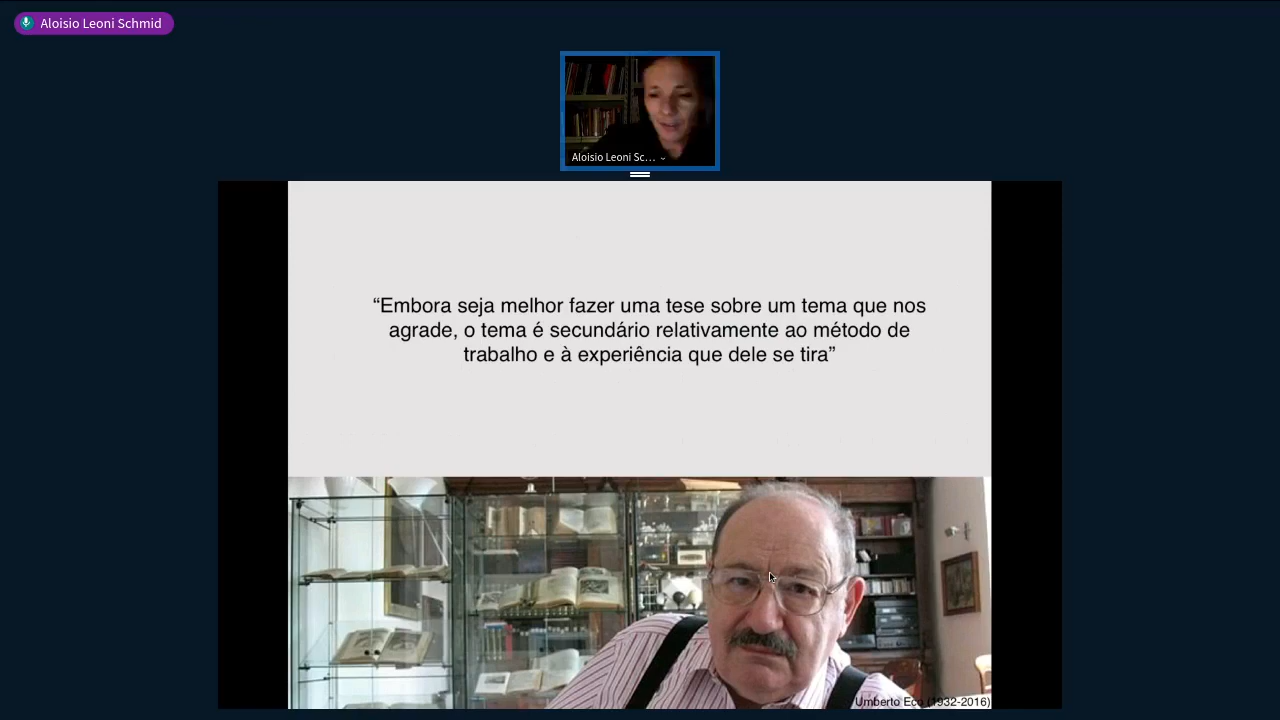 Aloisio Leoni Schmid
Aloisio Leoni Sc...
“Embora seja melhor fazer uma tese sobre um tema que nos
agrade, o tema é secundário relativamente ao método de
trabalho e à experiência que dele se tira”
Umberto Eco (1932-2016)